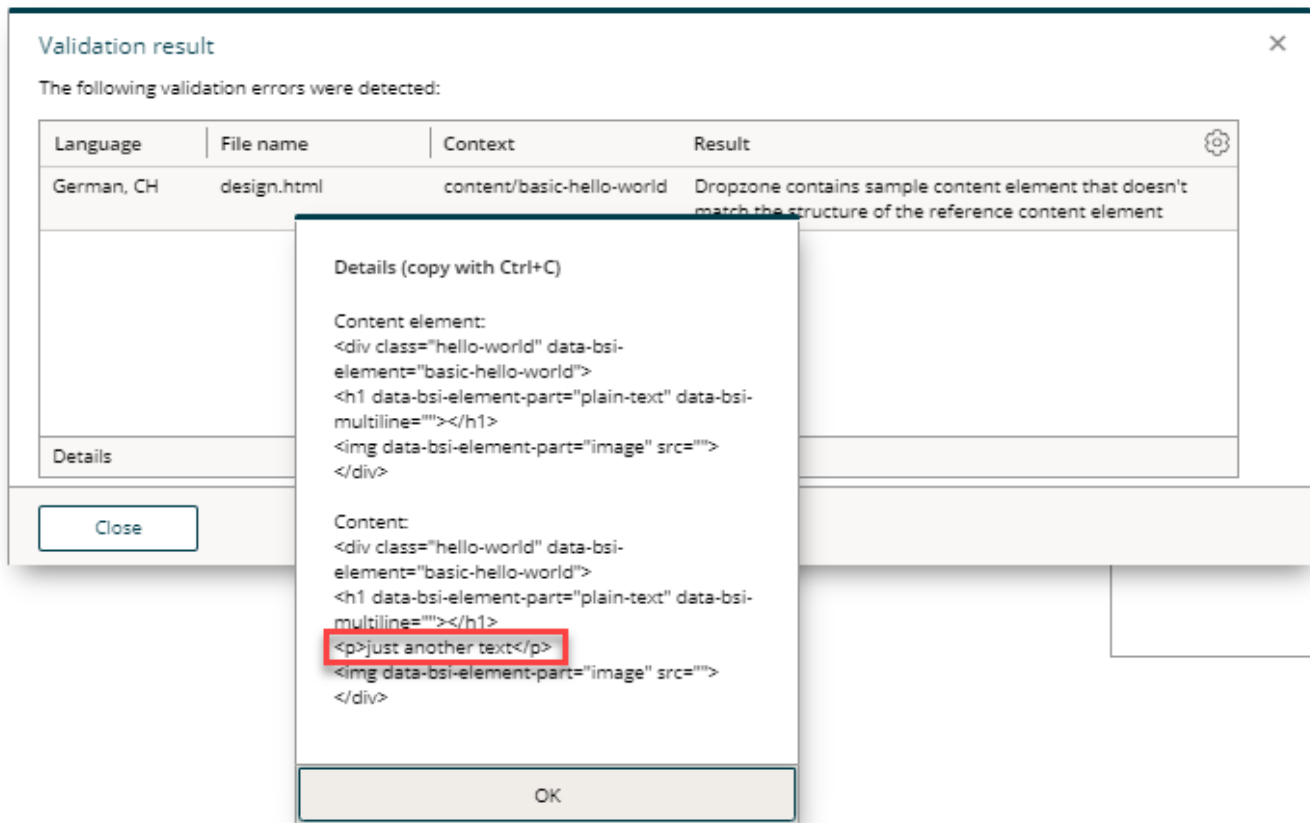 Validation result
The following validation errors were detected:
Language File name Context Result
German, CH design.html content/basic-hello-world Dropzone contains sample content element that doesn't
match the structure of the reference content element
Details (copy with Ctrl+C)
Content element:
<div class="hello-world" data-bsi-
element="basic-hello-world">
<h1 data-bsi-element-part="plain-text" data-bsi-
multiline=""></h1>
<img data-bsi-element-part="image" src="">
</div>
Details
Content:
<div class="hello-world" data-bsi-
element="basic-hello-world">
<h1 data-bsi-element-part="plain-text" data-bsi-
multiline=""></h1>
<p>just another text</p>
<img data-bsi-element-part="image" src="">
</div>
Close
OK